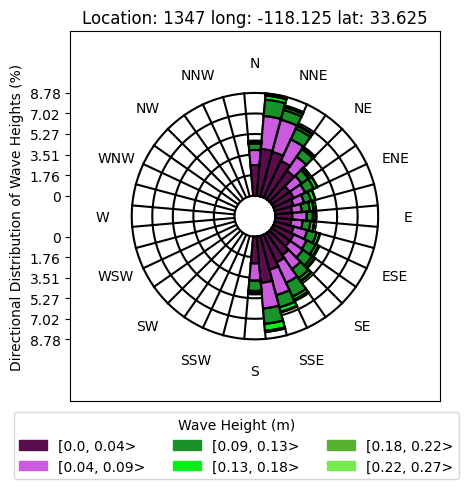 Location: 1347 long: -118.125 lat: 33.625
N
NNW
NNE
NW
NE
WNW
ENE
W
E
WSW
ESE
SW
SE
SSW
SSE
S
Directional Distribution of Wave Heights (%)
8.78
7.02
5.27
3.51
1.76
0
0
1.76
3.51
5.27
7.02
8.78
Wave Height (m)
[0.0, 0.04> [0.09, 0.13> [0.18, 0.22>
[0.04, 0.09> [0.13, 0.18> [0.22, 0.27>